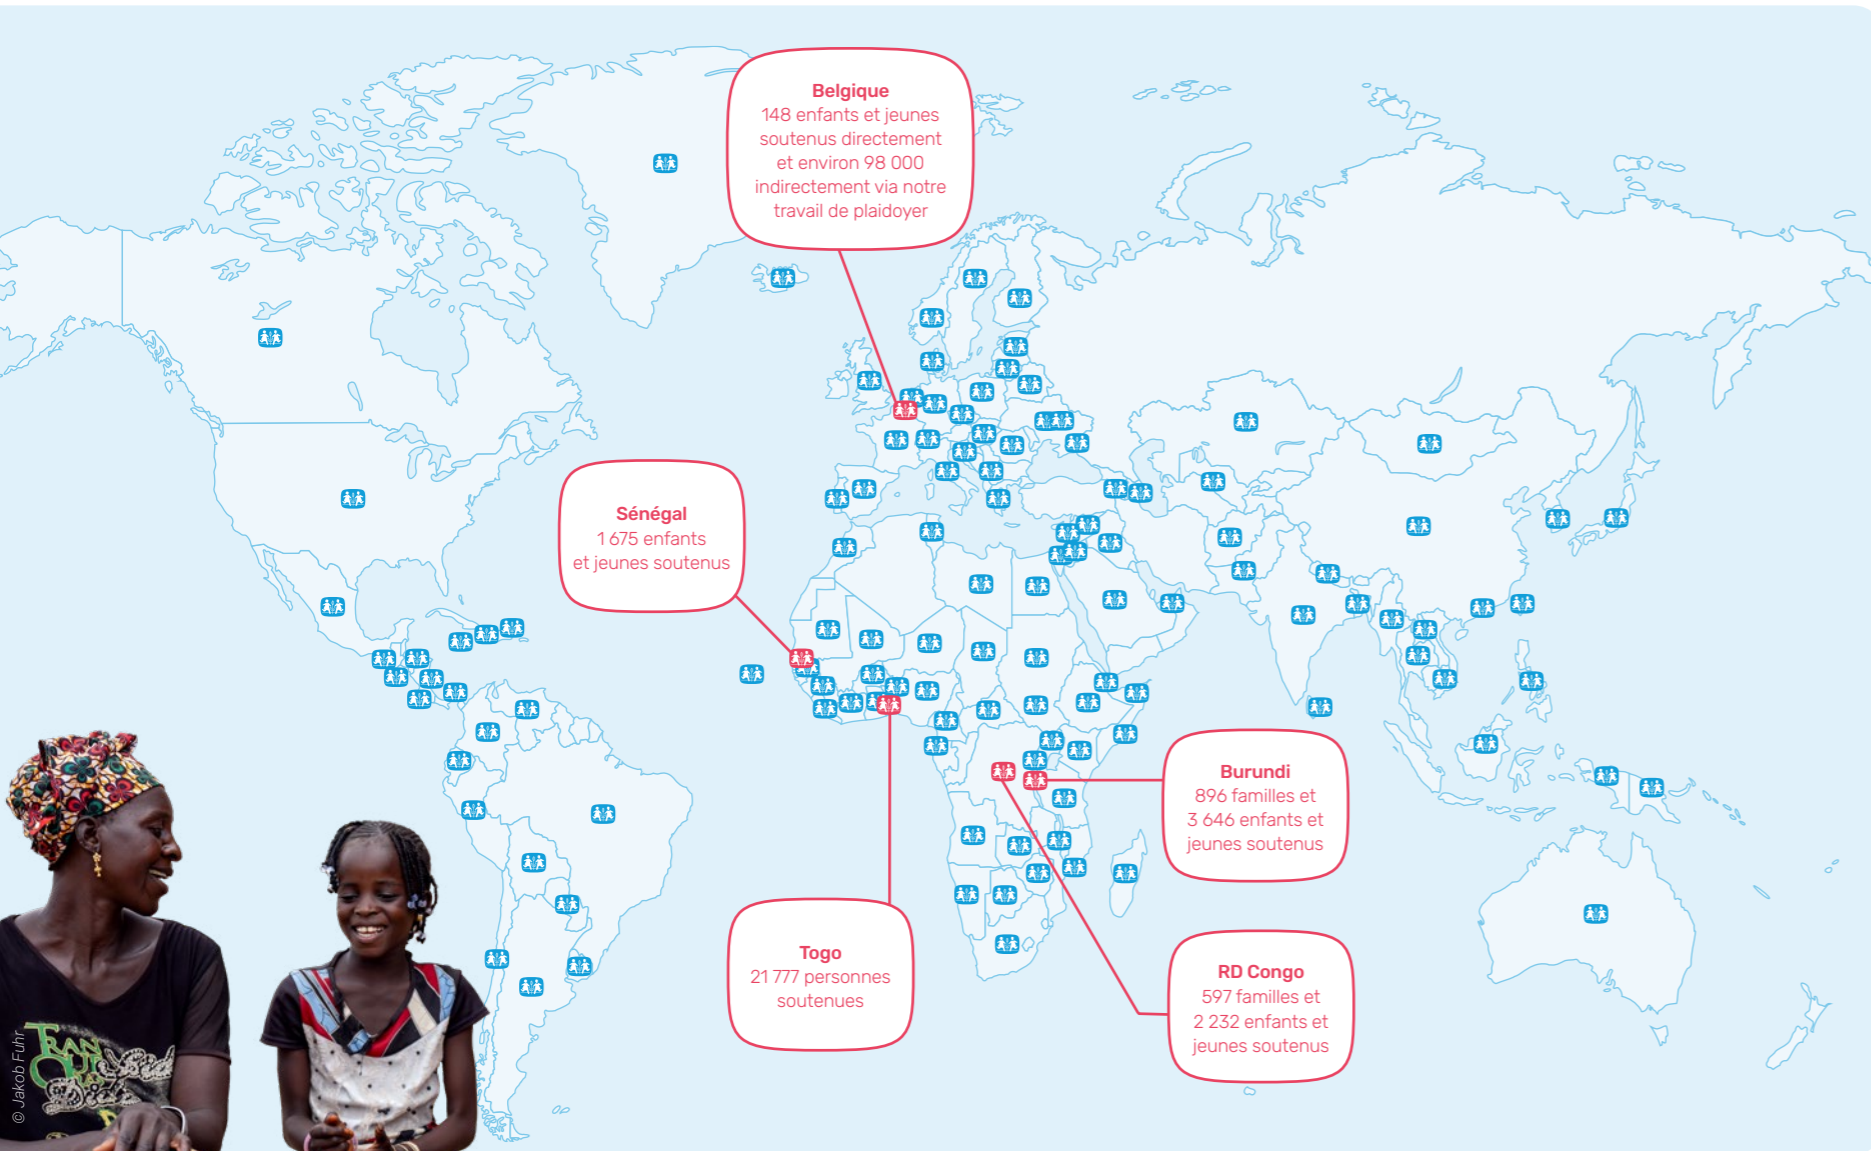 Belgique
148 enfants et jeunes
soutenus directement
et environ 98 000
indirectement via notre
travail de plaidoyer
Sénégal
1 675 enfants
et jeunes soutenus
Burundi
896 familles et
3 646 enfants et
jeunes soutenus
Togo
21 777 personnes
soutenues
RD Congo
597 familles et
2 232 enfants et
jeunes soutenus
© Jakob Fuhr